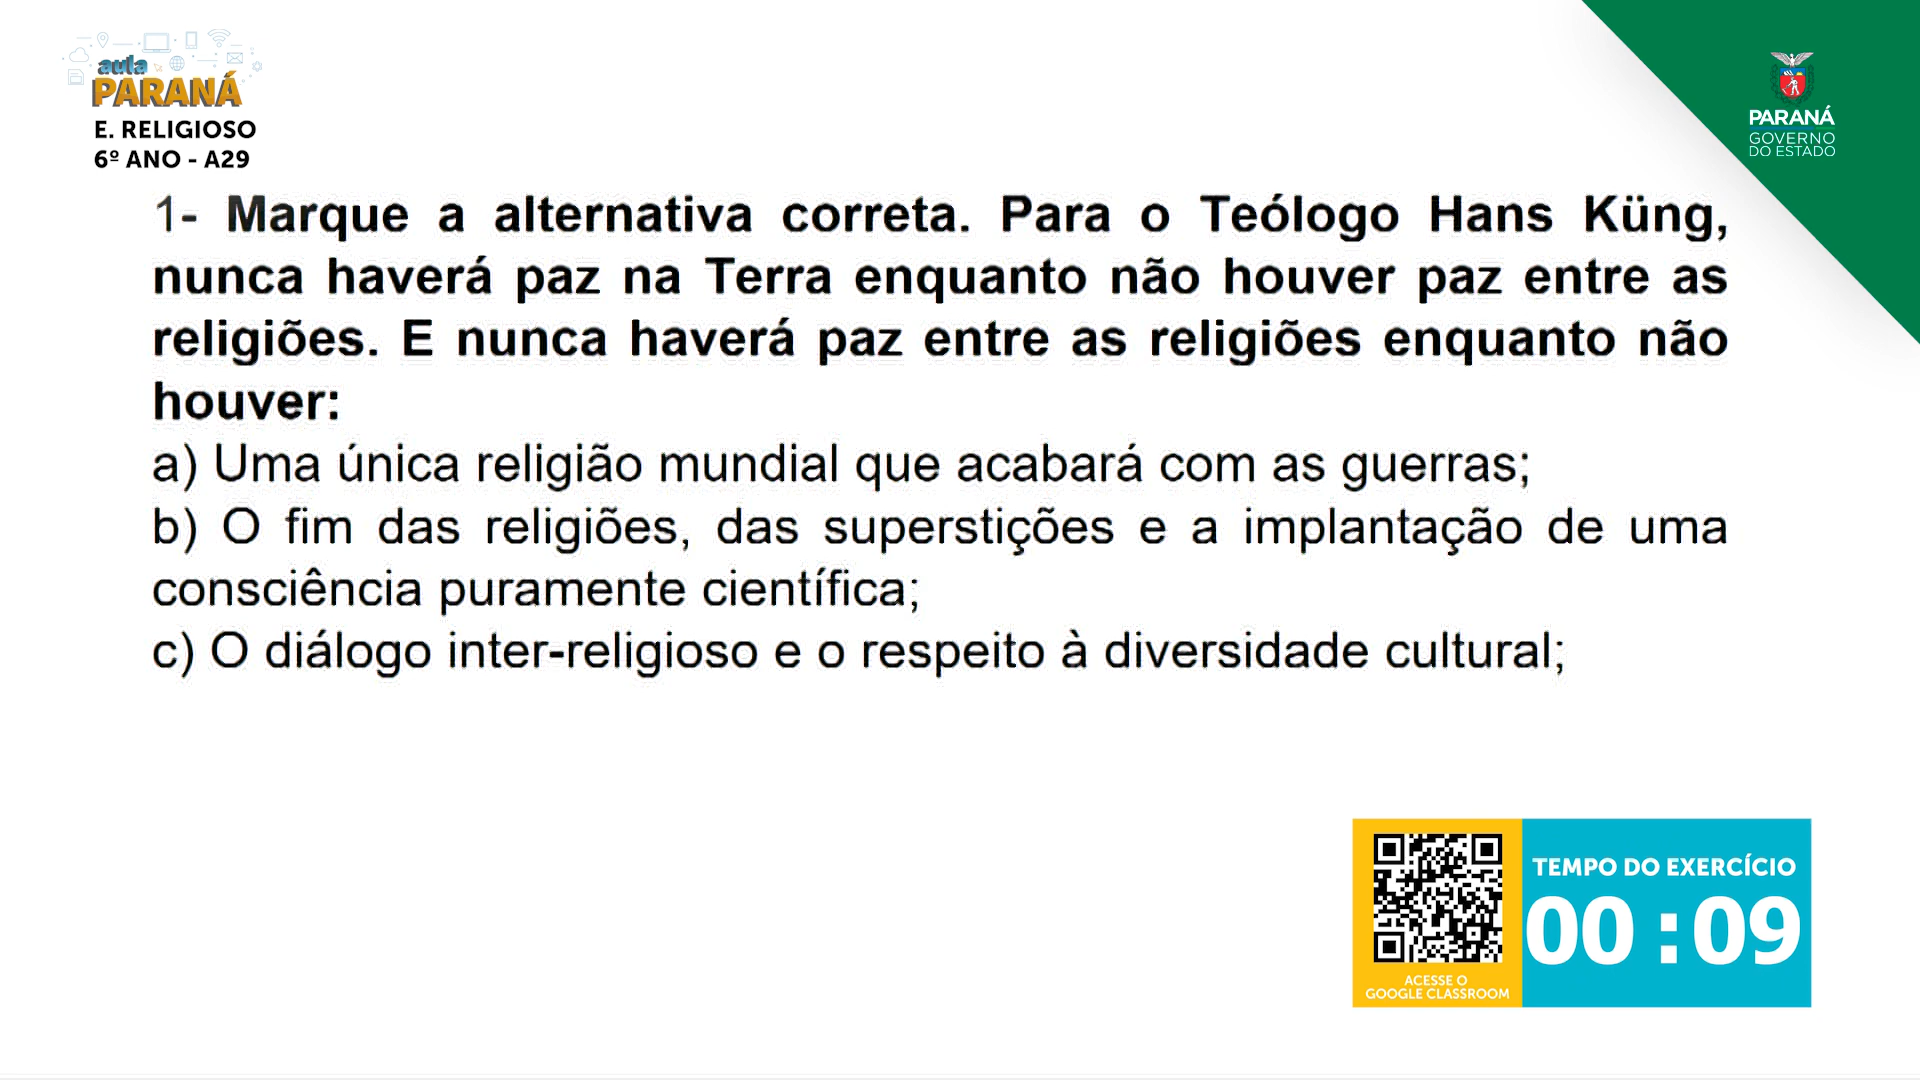 aula
PARANÁ
E. RELIGIOSO
6º ANO - A29
PARANÁ
GOVERNO
DO ESTADO
1- Marque a alternativa correta. Para o Teólogo Hans Küng,
nunca haverá paz na Terra enquanto não houver paz entre as
religiões. E nunca haverá paz entre as religiões enquanto não
houver:
a) Uma única religião mundial que acabará com as guerras;
b) O fim das religiões, das superstições e a implantação de uma
consciência puramente científica;
c) O diálogo inter-religioso e o respeito à diversidade cultural;
ACESSE O
GOOGLE CLASSROOM
TEMPO DO EXERCÍCIO
00:09